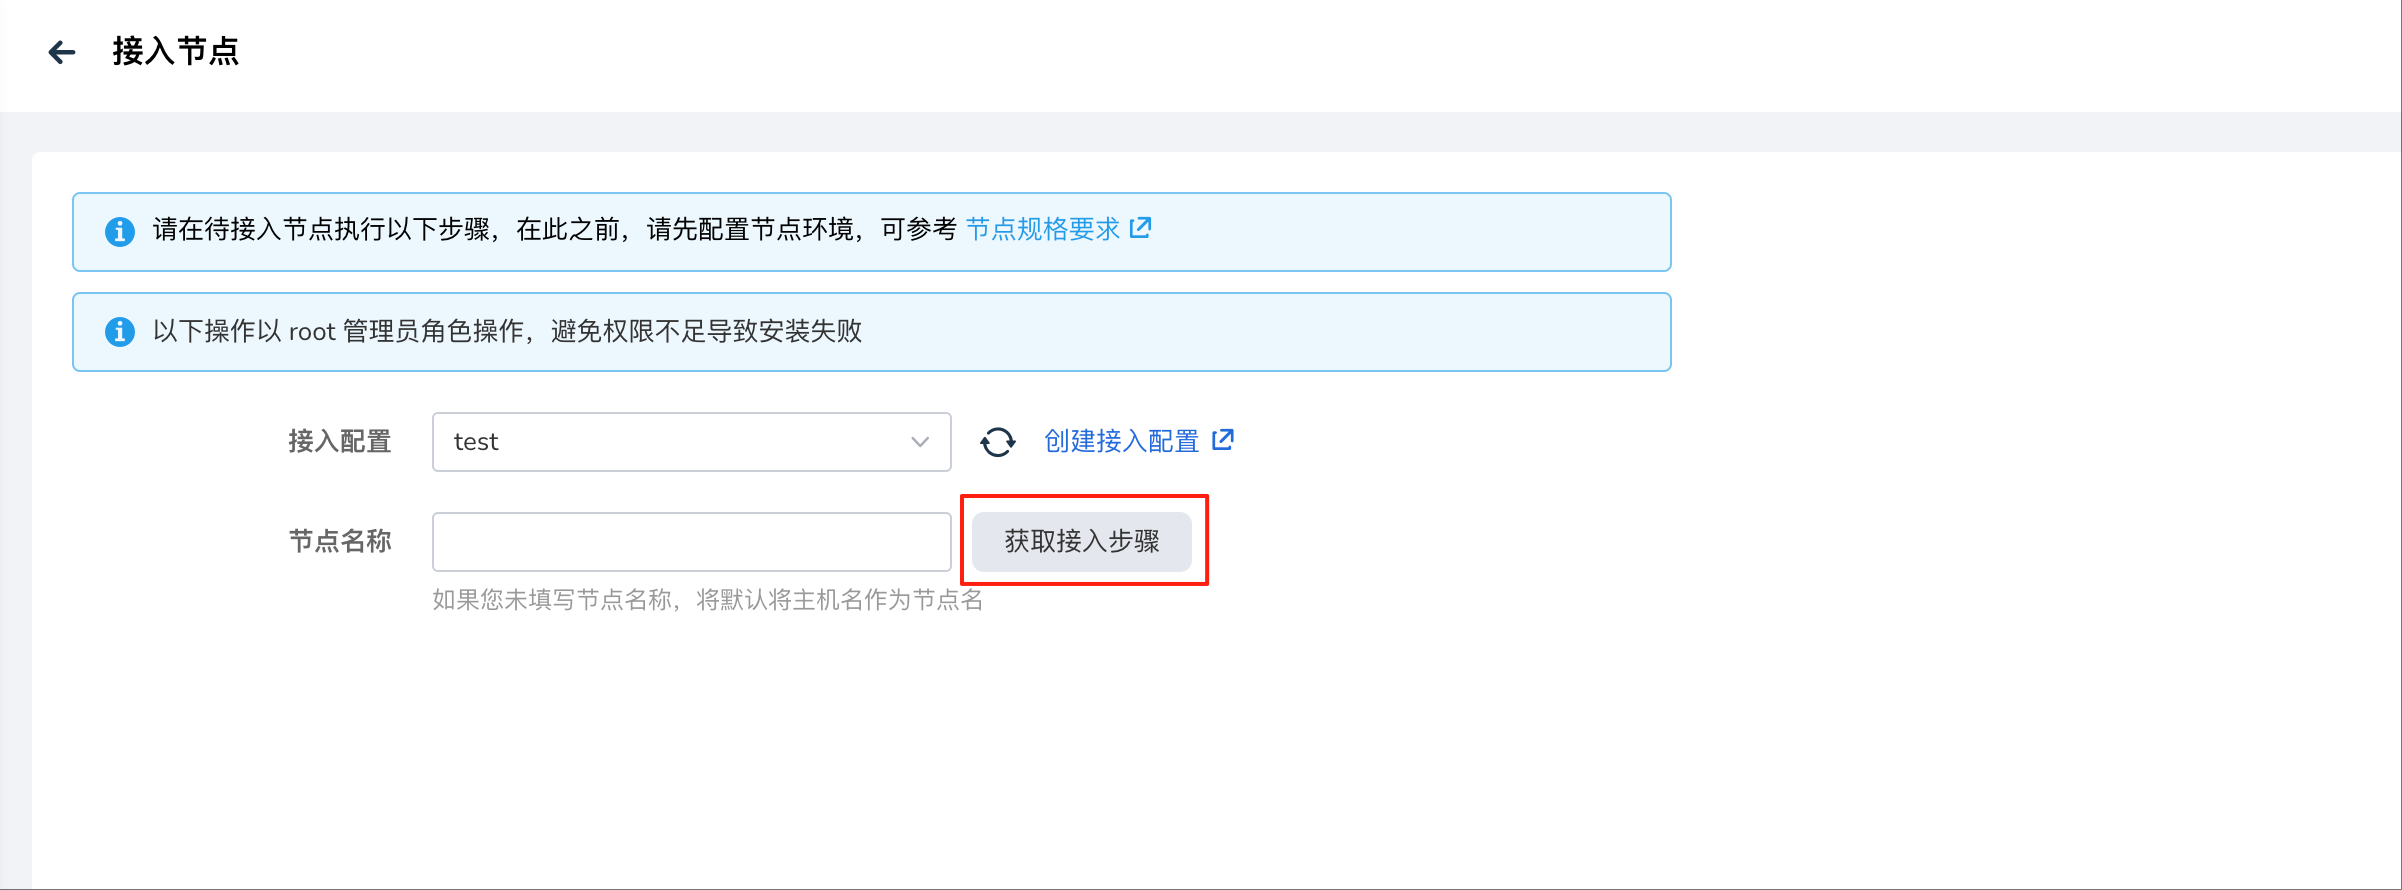 接入节点
请在待接入节点执行以下步骤，在此之前，请先配置节点环境，可参考 节点规格要求
以下操作以 root 管理员角色操作，避免权限不足导致安装失败
接入配置 test 创建接入配置
节点名称 获取接入步骤
如果您未填写节点名称，将默认将主机名作为节点名